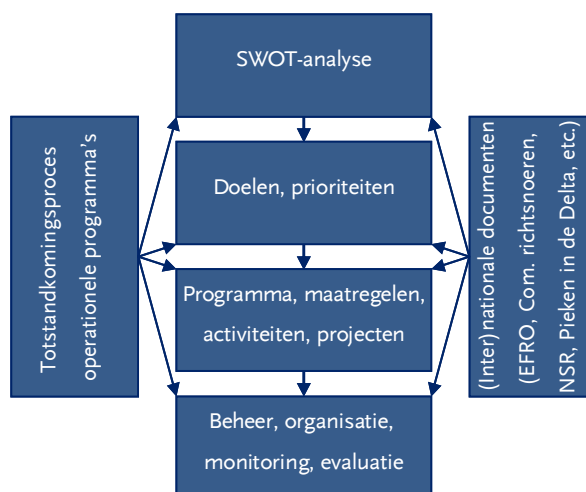 SWOT-analyse
Totstandkomingsproces
operationele programma's
Doelen, prioriteiten
Programma, maatregelen,
activiteiten, projecten
Beheer, organisatie,
monitoring, evaluatie
(Inter) nationale documenten
(EFRO, Com. richtsnoeren,
NSR, Pieken in de Delta, etc.)